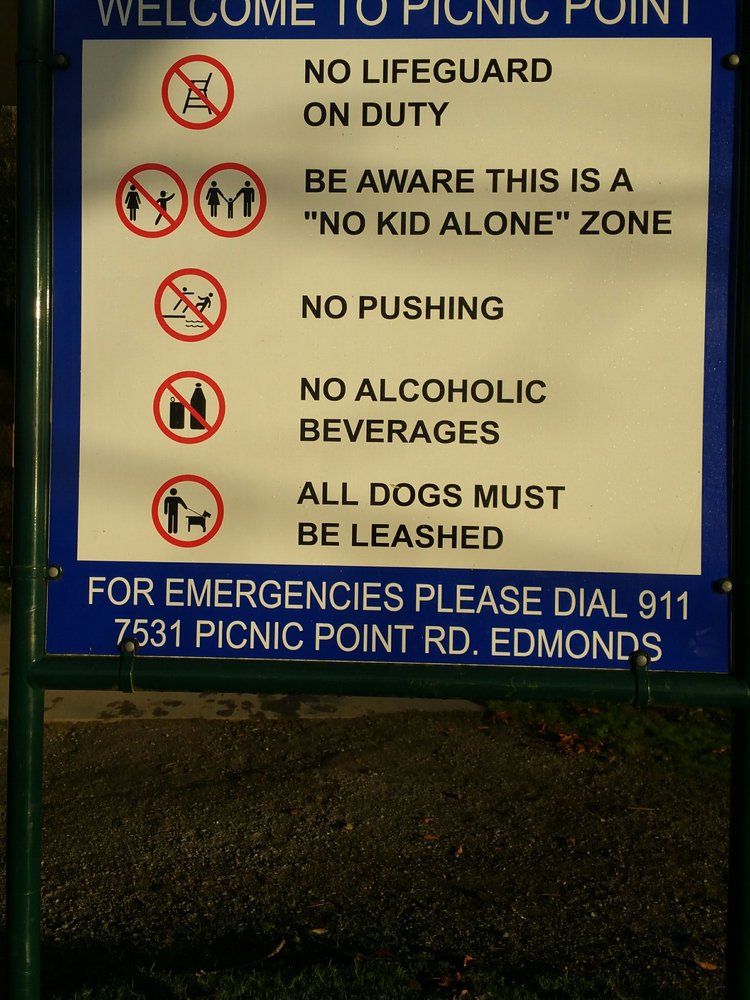 WELCOME TO PICNIC POINT
NO LIFEGUARD
ON DUTY
BE AWARE THIS IS A
"NO KID ALONE" ZONE
NO PUSHING
NO ALCOHOLIC
BEVERAGES
ALL DOGS MUST
BE LEASHED
FOR EMERGENCIES PLEASE DIAL 911
7531 PICNIC POINT RD. EDMONDS